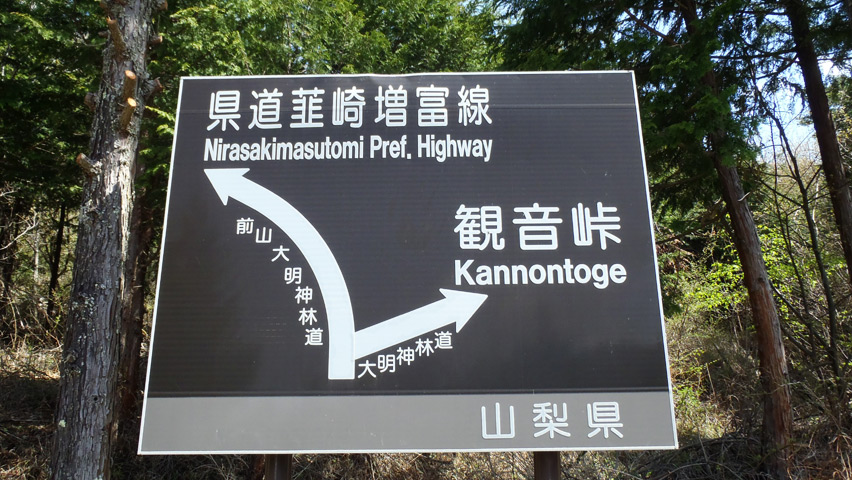 県道韮崎増富線
Nirasakimasutomi Pref. Highway
観音峠
Kannontoge
前山大明神林道
大明神林道
山梨県